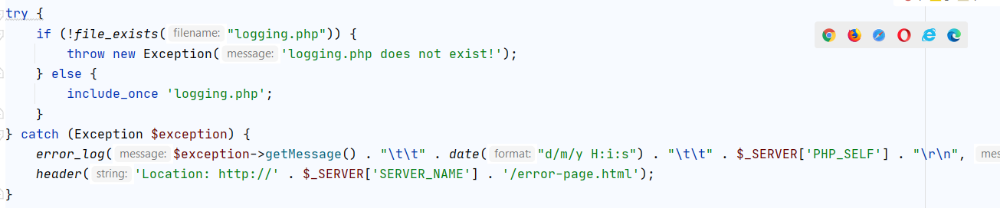 try {
if (!file_exists( filename: "logging.php")) {
throw new Exception( message: 'logging.php does not exist!');
} else {
include_once 'logging.php';
}
} catch (Exception $exception) {
error_log( message: $exception->getMessage() . "\t\t" . date( format: "d/m/y H:i:s") . "\t\t" . $_SERVER['PHP_SELF'] . "\r\n",
header( string: 'Location: http://' . $_SERVER['SERVER_NAME'] . '/error-page.html');
}